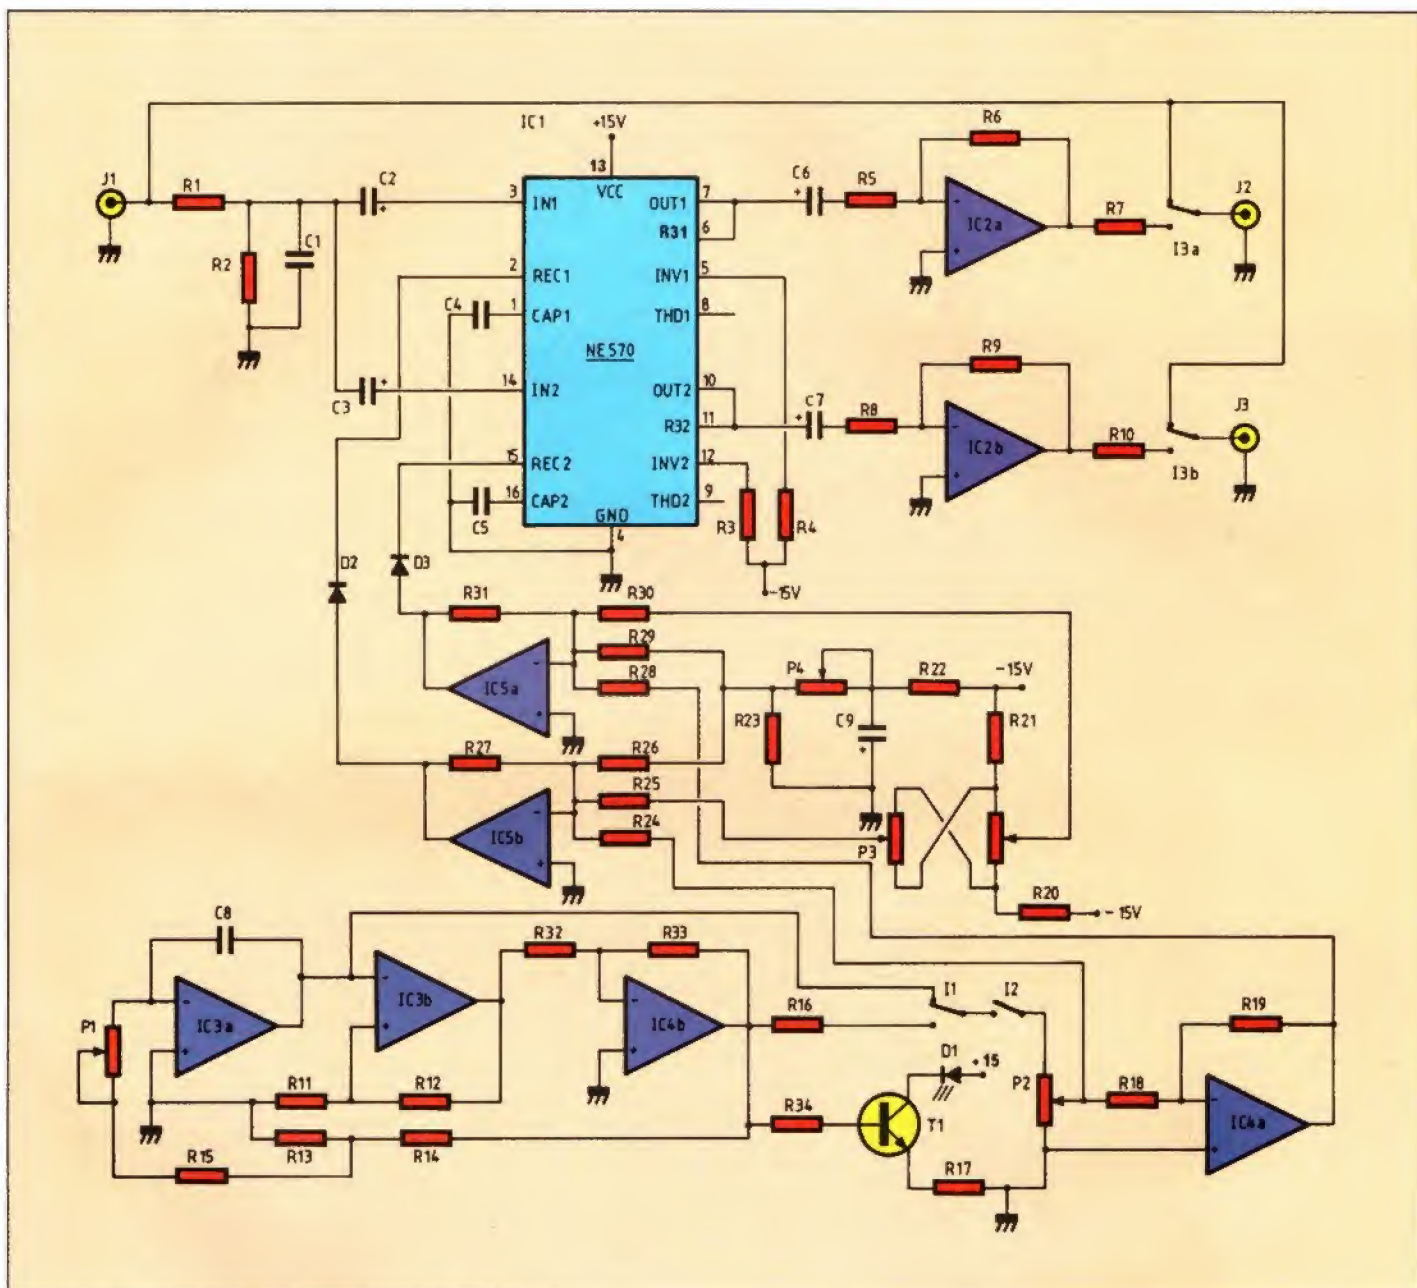 IC1 +15V
R6
J1
R1
C2
13
VCC
3 IN1
OUT1 7
C6
R5
J2
+
-
IC2a
R7
R31 6
I3a
R2
C1
+
2 REC1
INV1 5
C4
1 CAP1
THD1 8
NE570
R9
14 IN2
OUT2 10
C3
+
R32 11
C7
R8
J3
+
-
IC2b
R10
15 REC2
INV2 12
I3b
+
16 CAP2
THD2 9
C5
GND
4
R3
R4
D2
D3
-15V
R31
R30
R29
R28
P4
R22
-15V
IC5a
-
+
R23
C9
+
R21
R27
R26
R25
R24
IC5b
-
+
P3
R20
-15V
C8
R32
R33
-
IC3a
+
-
IC3b
+
-
IC4b
+
I1
I2
R16
R19
P1
D1
+15
P2
R18
-
IC4a
+
R11
R12
R34
T1
R13
R14
R15
R17